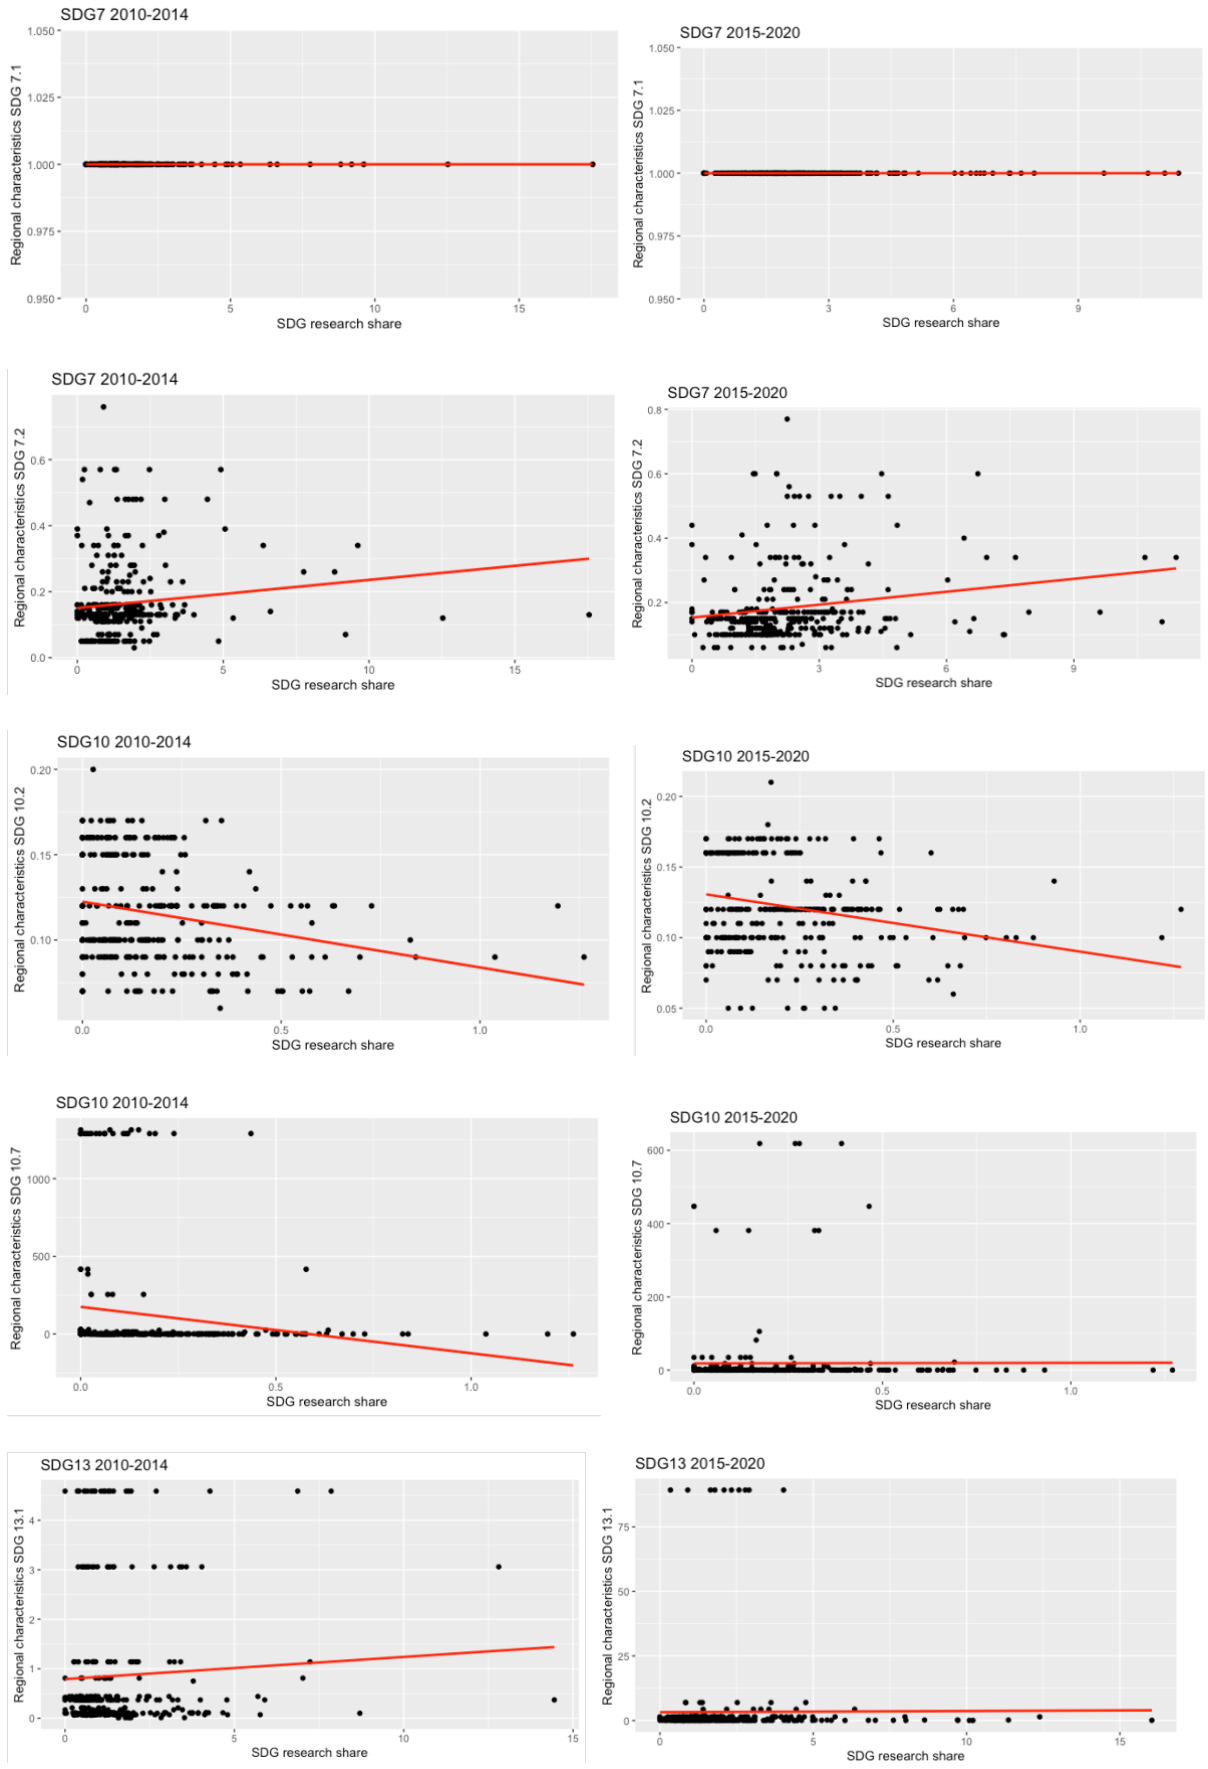 SDG7 2010-2014
Regional characteristics SDG 7.1
1.050
1.025
1.000
0.975
0.950
0 5 10 15
SDG research share
SDG7 2015-2020
Regional characteristics SDG 7.1
1.050
1.025
1.000
0.975
0.950
0 3 6 9
SDG research share
SDG7 2010-2014
Regional characteristics SDG 7.2
0.6
0.4
0.2
0.0
0 5 10 15
SDG research share
SDG7 2015-2020
Regional characteristics SDG 7.2
0.8
0.6
0.4
0.2
0 3 6 9
SDG research share
SDG10 2010-2014
Regional characteristics SDG 10.2
0.20
0.15
0.10
0.0 0.5 1.0
SDG research share
SDG10 2015-2020
Regional characteristics SDG 10.2
0.20
0.15
0.10
0.05
0.0 0.5 1.0
SDG research share
SDG10 2010-2014
Regional characteristics SDG 10.7
1000
500
0
0.0 0.5 1.0
SDG research share
SDG10 2015-2020
Regional characteristics SDG 10.7
600
400
200
0
0.0 0.5 1.0
SDG research share
SDG13 2010-2014
Regional characteristics SDG 13.1
4
3
2
1
0
0 5 10 15
SDG research share
SDG13 2015-2020
Regional characteristics SDG 13.1
75
50
25
0
0 5 10 15
SDG research share